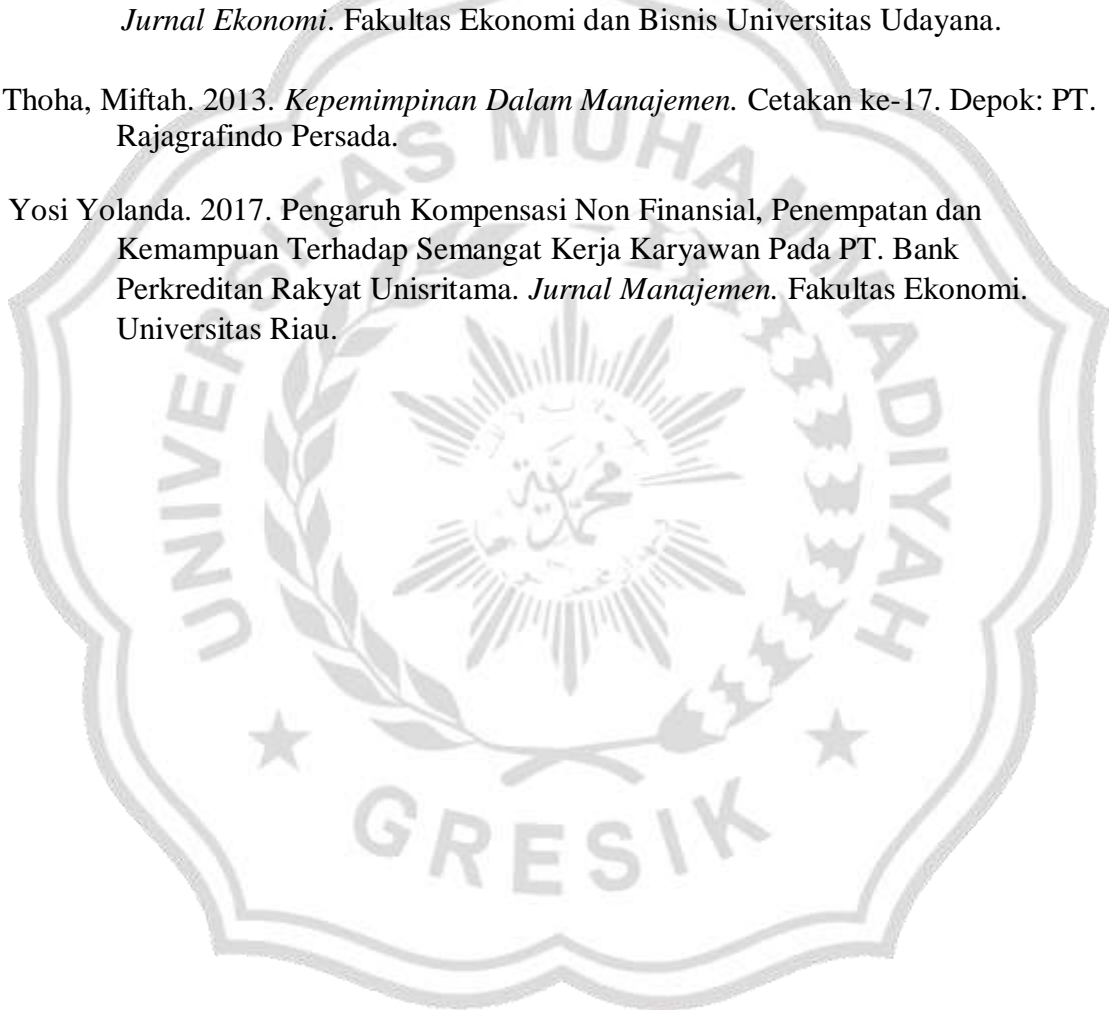 Jurnal Ekonomi. Fakultas Ekonomi dan Bisnis Universitas Udayana.
Thoha, Miftah. 2013. Kepemimpinan Dalam Manajemen. Cetakan ke-17. Depok: PT.
Rajagrafindo Persada.
Yosi Yolanda. 2017. Pengaruh Kompensasi Non Finansial, Penempatan dan
Kemampuan Terhadap Semangat Kerja Karyawan Pada PT. Bank
Perkreditan Rakyat Unisritama. Jurnal Manajemen. Fakultas Ekonomi.
Universitas Riau.
UNIVERSITAS MUHAMMADIYAH
GRESIK
محمدية